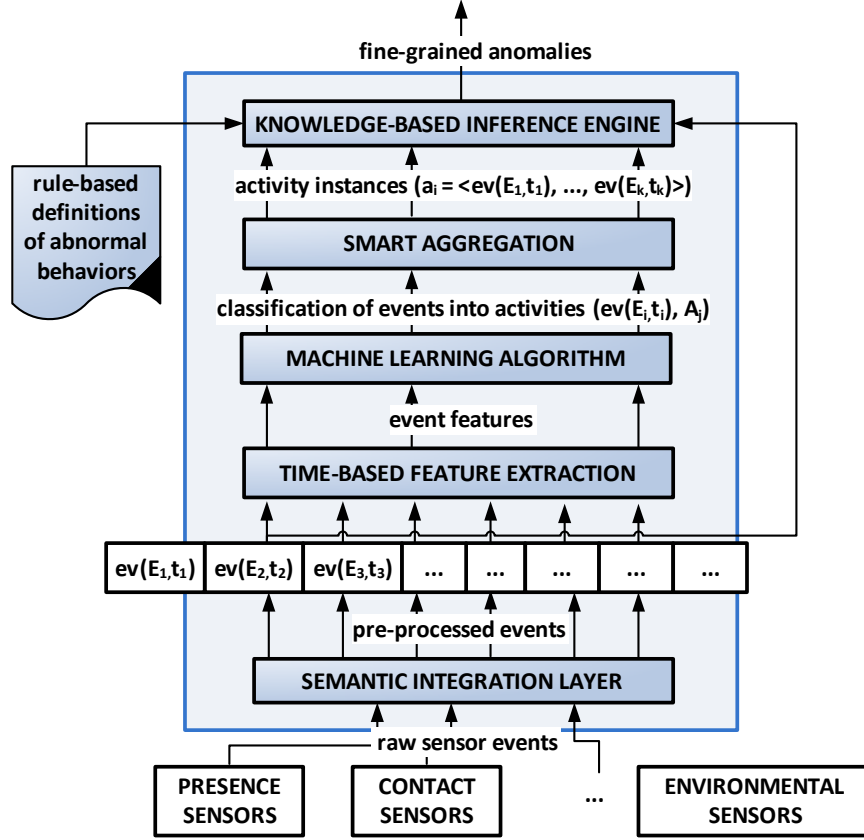 fine-grained anomalies
KNOWLEDGE-BASED INFERENCE ENGINE
rule-based
definitions
of abnormal
behaviors
activity instances (aᵢ = <ev(E₁,t₁), ..., ev(Eₖ,tₖ)>)
SMART AGGREGATION
classification of events into activities (ev(Eᵢ,tᵢ), Aⱼ)
MACHINE LEARNING ALGORITHM
event features
TIME-BASED FEATURE EXTRACTION
ev(E₁,t₁) ev(E₂,t₂) ev(E₃,t₃) ... ... ... ... ...
pre-processed events
SEMANTIC INTEGRATION LAYER
raw sensor events
PRESENCE
SENSORS
CONTACT
SENSORS
...
ENVIRONMENTAL
SENSORS